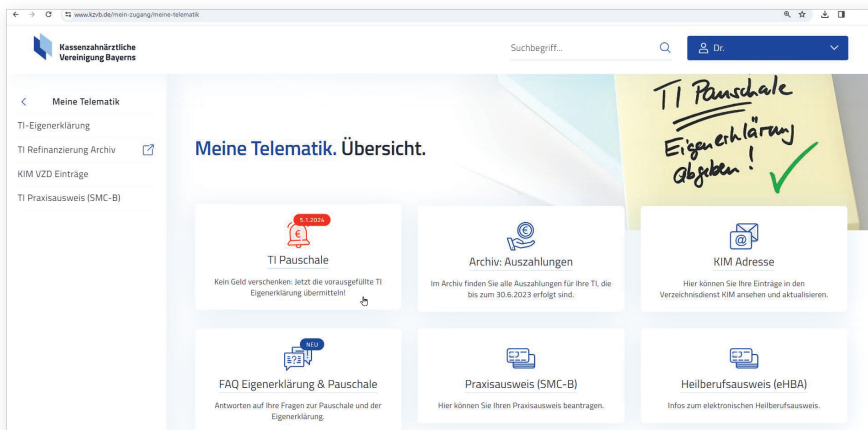 www.kzvb.de/mein-zugang/meine-telematik
Kassenzahnärztliche
Vereinigung Bayerns
Suchbegriff...
Dr.
Meine Telematik
TI-Eigenerklärung
TI Refinanzierung Archiv
KIM VZD Einträge
TI Praxisausweis (SMC-B)
Meine Telematik. Übersicht.
TI Pauschale
Eigenerklärung
abgeben!
5.1.2024
TI Pauschale
Kein Geld verschenken: Jetzt die vorausgefüllte TI
Eigenerklärung übermitteln!
Archiv: Auszahlungen
Im Archiv finden Sie alle Auszahlungen für Ihre TI, die
bis zum 30.6.2023 erfolgt sind.
KIM Adresse
Hier können Sie Ihre Einträge in den
Verzeichnisdienst KIM ansehen und aktualisieren.
NEU
FAQ Eigenerklärung & Pauschale
Antworten auf Ihre Fragen zur Pauschale und der
Eigenerklärung.
Praxisausweis (SMC-B)
Hier können Sie Ihren Praxisausweis beantragen.
Heilberufsausweis (eHBA)
Infos zum elektronischen Heilberufsausweis.